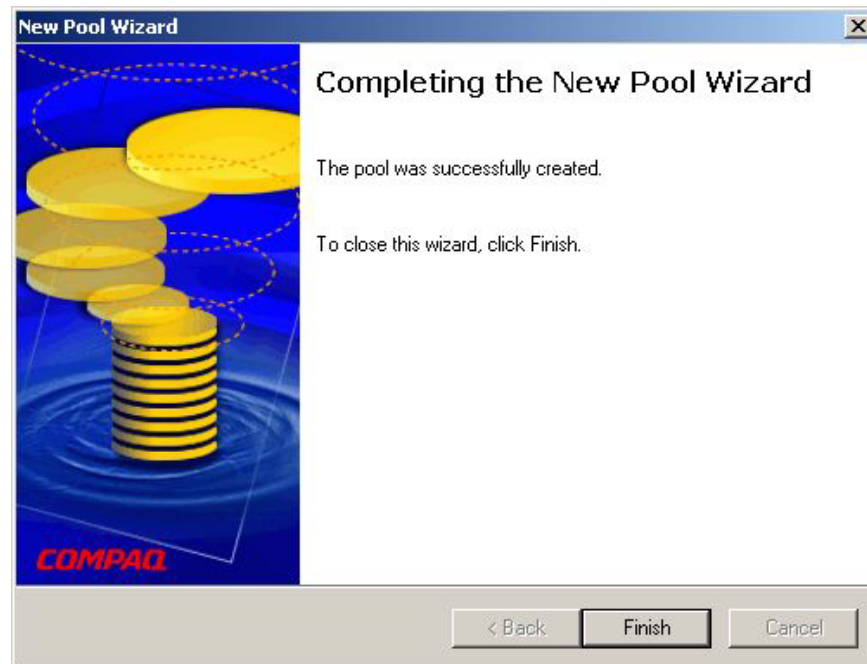 New Pool Wizard
Completing the New Pool Wizard
The pool was successfully created.
To close this wizard, click Finish.
COMPAQ
< Back Finish Cancel